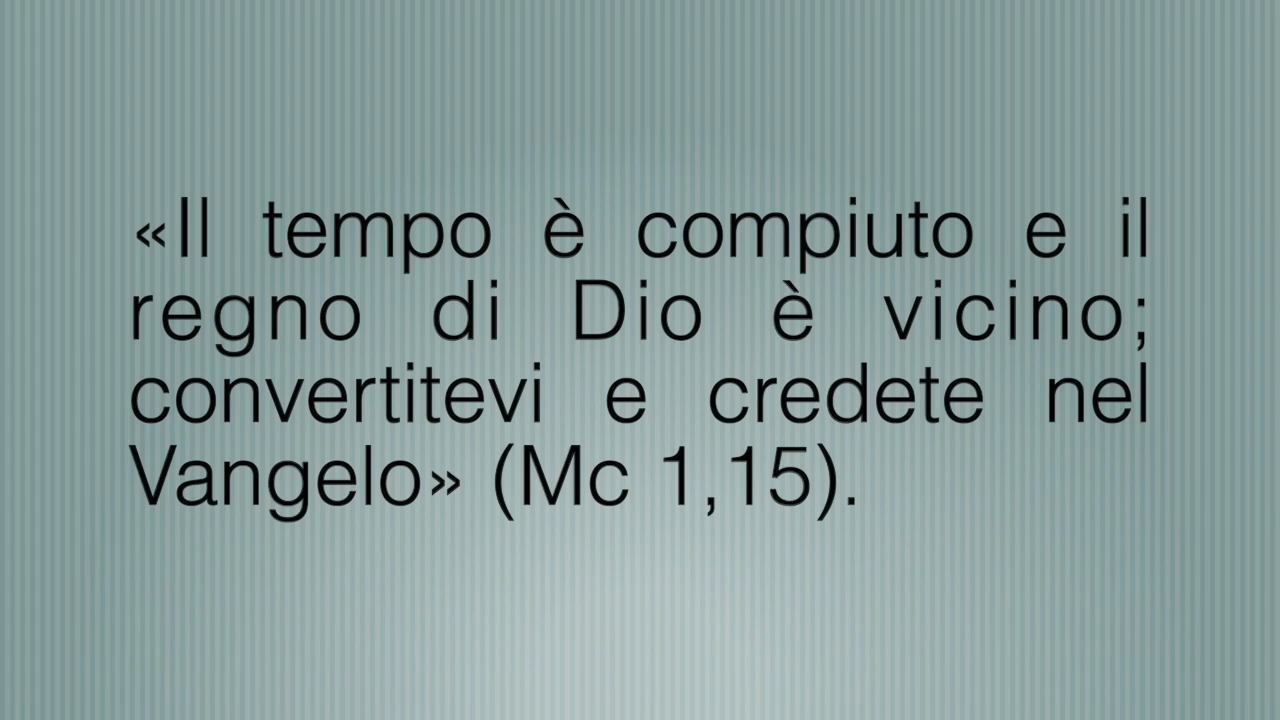 «Il tempo è compiuto e il
regno di Dio è vicino;
convertitevi e credete nel
Vangelo» (Mc 1,15).